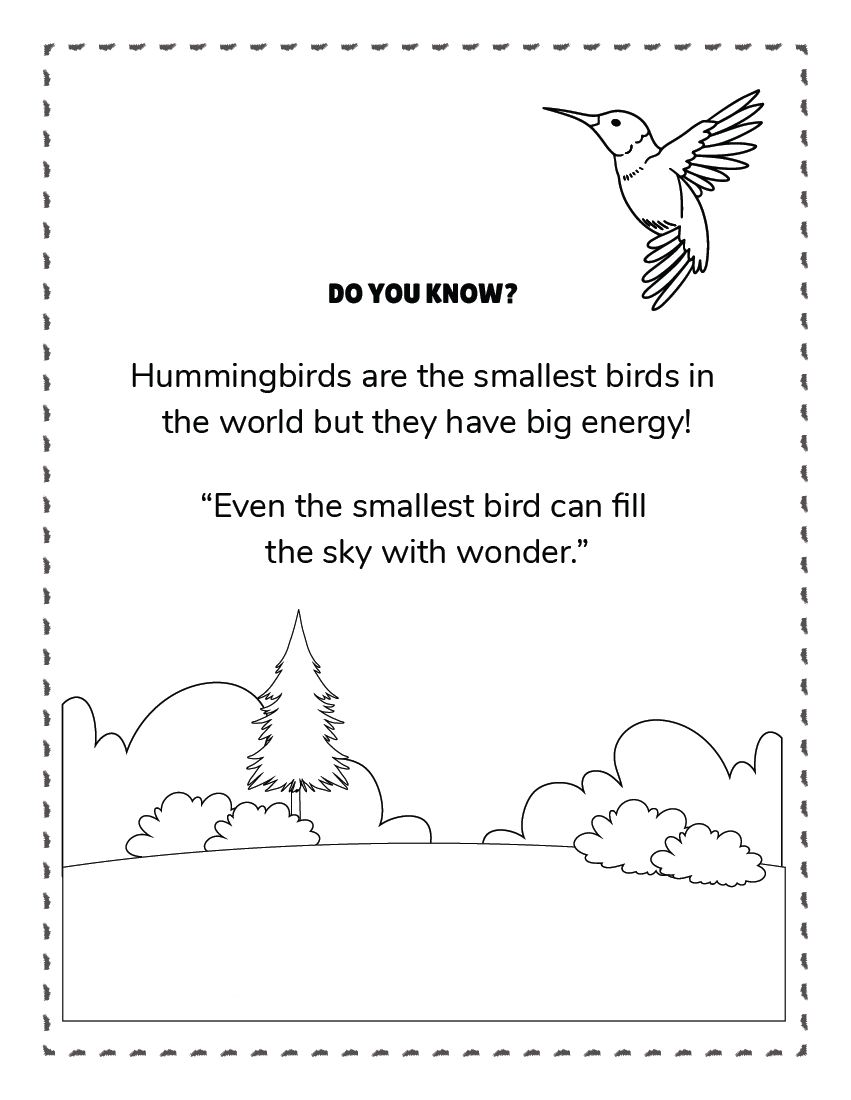 DO YOU KNOW?
Hummingbirds are the smallest birds in
the world but they have big energy!
“Even the smallest bird can fill
the sky with wonder.”